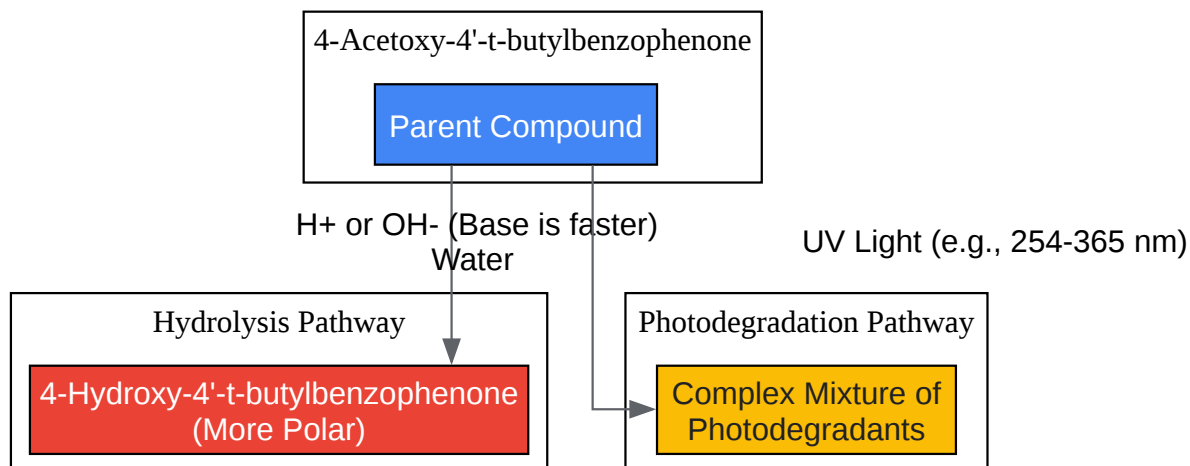 4-Acetoxy-4'-t-butylbenzophenone
Parent Compound
H+ or OH- (Base is faster)
Water
UV Light (e.g., 254-365 nm)
Hydrolysis Pathway
4-Hydroxy-4'-t-butylbenzophenone
(More Polar)
Photodegradation Pathway
Complex Mixture of
Photodegradants